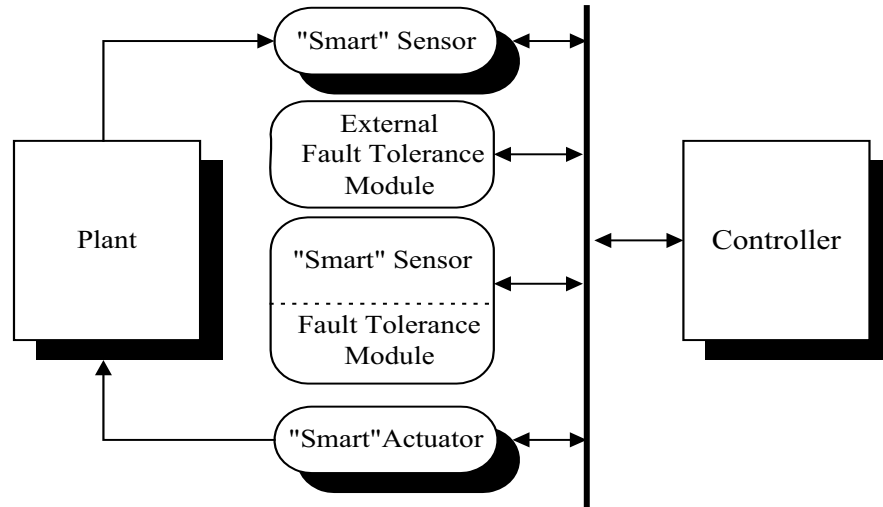 "Smart" Sensor
External
Fault Tolerance
Module
Plant
"Smart" Sensor
Fault Tolerance
Module
Controller
"Smart"Actuator